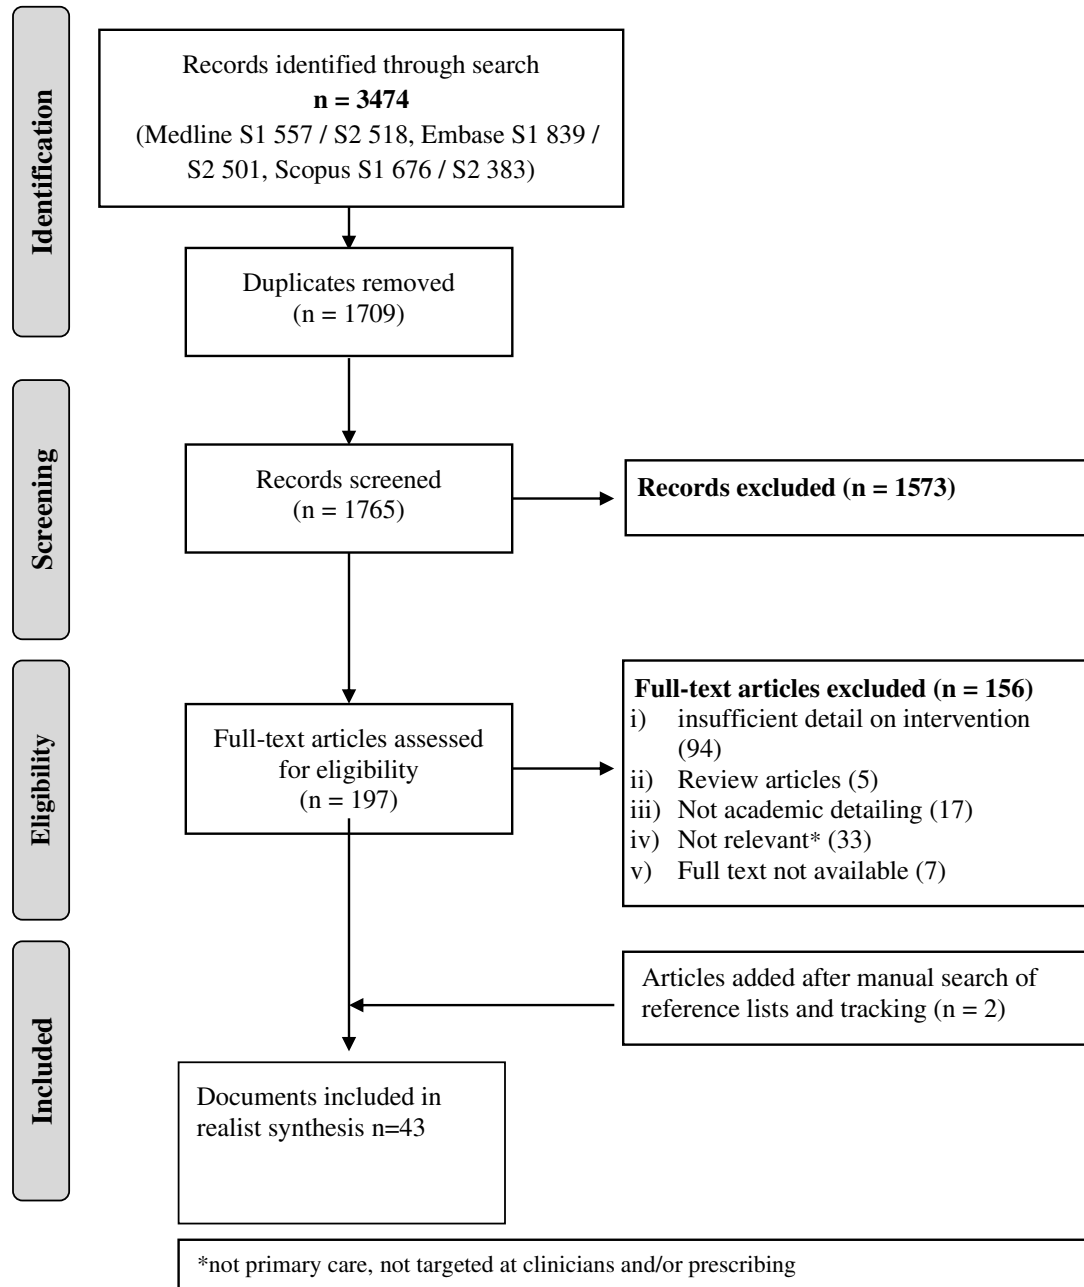 Identification
Records identified through search
n = 3474
(Medline S1 557 / S2 518, Embase S1 839 /
S2 501, Scopus S1 676 / S2 383)
Duplicates removed
(n = 1709)
Screening
Records screened
(n = 1765)
Records excluded (n = 1573)
Eligibility
Full-text articles assessed
for eligibility
(n = 197)
Full-text articles excluded (n = 156)
i) insufficient detail on intervention
(94)
ii) Review articles (5)
iii) Not academic detailing (17)
iv) Not relevant* (33)
v) Full text not available (7)
Included
Articles added after manual search of
reference lists and tracking (n = 2)
Documents included in
realist synthesis n=43
*not primary care, not targeted at clinicians and/or prescribing